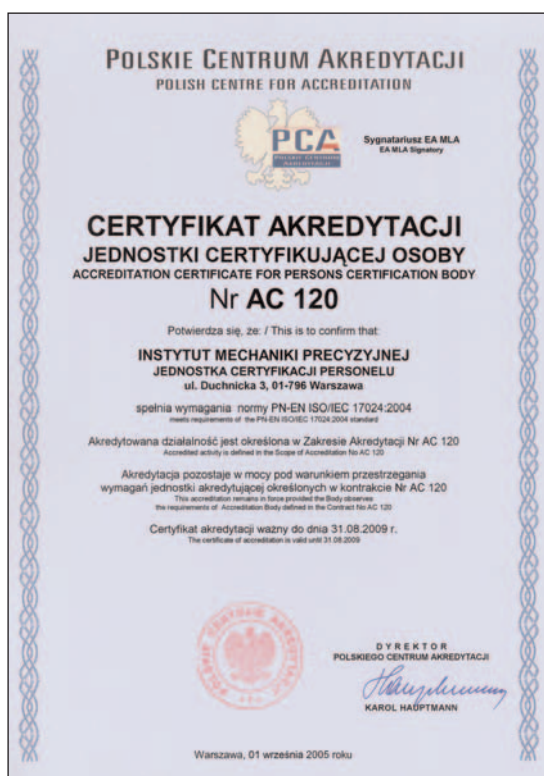 POLSKIE CENTRUM AKREDYTACJI
POLISH CENTRE FOR ACCREDITATION
PCA
POLSKIE CENTRUM
AKREDYTACJI
Sygnatariusz EA MLA
EA MLA Signatory
CERTYFIKAT AKREDYTACJI
JEDNOSTKI CERTYFIKUJĄCEJ OSOBY
ACCREDITATION CERTIFICATE FOR PERSONS CERTIFICATION BODY
Nr AC 120
Potwierdza się, że: / This is to confirm that:
INSTYTUT MECHANIKI PRECYZYJNEJ
JEDNOSTKA CERTYFIKACJI PERSONELU
ul. Duchnicka 3, 01-796 Warszawa
spełnia wymagania normy PN-EN ISO/IEC 17024:2004
meets requirements of the PN-EN ISO/IEC 17024:2004 standard
Akredytowana działalność jest określona w Zakresie Akredytacji Nr AC 120
Accredited activity is defined in the Scope of Accreditation No AC 120
Akredytacja pozostaje w mocy pod warunkiem przestrzegania
wymagań jednostki akredytującej określonych w kontrakcie Nr AC 120
This accreditation remains in force provided the Body observes
the requirements of Accreditation Body defined in the Contract No AC 120
Certyfikat akredytacji ważny do dnia 31.08.2009 r.
The certificate of accreditation is valid until 31.08.2009
POLSKIE CENTRUM AKREDYTACJI
DYREKTOR
POLSKIEGO CENTRUM AKREDYTACJI
KAROL HAUPTMANN
Warszawa, 01 września 2005 roku